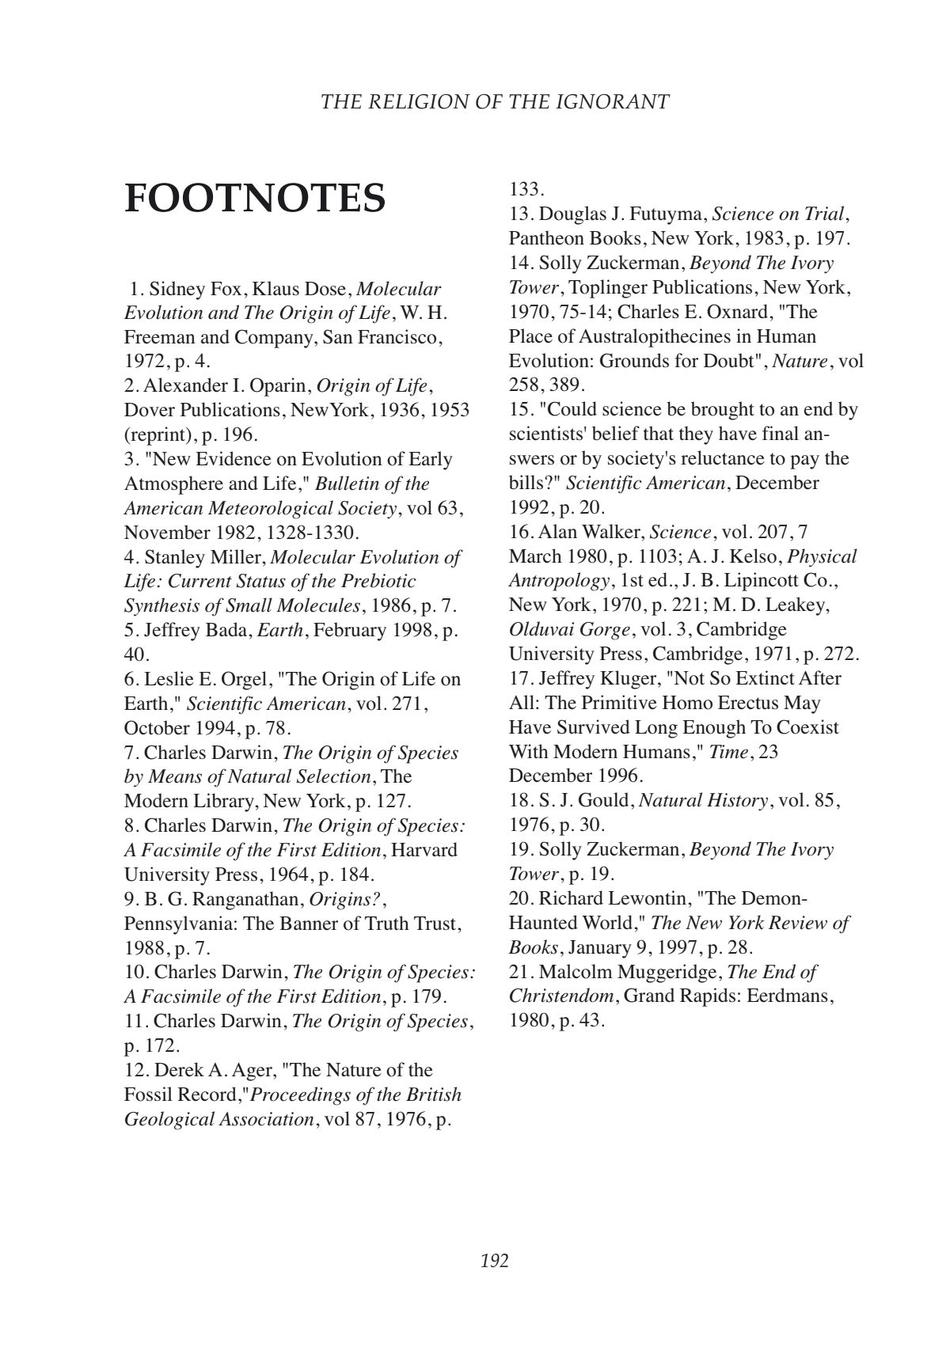 THE RELIGION OF THE IGNORANT
FOOTNOTES
1. Sidney Fox, Klaus Dose, Molecular
Evolution and The Origin of Life, W. H.
Freeman and Company, San Francisco,
1972, p. 4.
2. Alexander I. Oparin, Origin of Life,
Dover Publications, NewYork, 1936, 1953
(reprint), p. 196.
3. "New Evidence on Evolution of Early
Atmosphere and Life," Bulletin of the
American Meteorological Society, vol 63,
November 1982, 1328-1330.
4. Stanley Miller, Molecular Evolution of
Life: Current Status of the Prebiotic
Synthesis of Small Molecules, 1986, p. 7.
5. Jeffrey Bada, Earth, February 1998, p.
40.
6. Leslie E. Orgel, "The Origin of Life on
Earth," Scientific American, vol. 271,
October 1994, p. 78.
7. Charles Darwin, The Origin of Species
by Means of Natural Selection, The
Modern Library, New York, p. 127.
8. Charles Darwin, The Origin of Species:
A Facsimile of the First Edition, Harvard
University Press, 1964, p. 184.
9. B. G. Ranganathan, Origins?,
Pennsylvania: The Banner of Truth Trust,
1988, p. 7.
10. Charles Darwin, The Origin of Species:
A Facsimile of the First Edition, p. 179.
11. Charles Darwin, The Origin of Species,
p. 172.
12. Derek A. Ager, "The Nature of the
Fossil Record,"Proceedings of the British
Geological Association, vol 87, 1976, p.
133.
13. Douglas J. Futuyma, Science on Trial,
Pantheon Books, New York, 1983, p. 197.
14. Solly Zuckerman, Beyond The Ivory
Tower, Toplinger Publications, New York,
1970, 75-14; Charles E. Oxnard, "The
Place of Australopithecines in Human
Evolution: Grounds for Doubt", Nature, vol
258, 389.
15. "Could science be brought to an end by
scientists' belief that they have final an-
swers or by society's reluctance to pay the
bills?" Scientific American, December
1992, p. 20.
16. Alan Walker, Science, vol. 207, 7
March 1980, p. 1103; A. J. Kelso, Physical
Antropology, 1st ed., J. B. Lipincott Co.,
New York, 1970, p. 221; M. D. Leakey,
Olduvai Gorge, vol. 3, Cambridge
University Press, Cambridge, 1971, p. 272.
17. Jeffrey Kluger, "Not So Extinct After
All: The Primitive Homo Erectus May
Have Survived Long Enough To Coexist
With Modern Humans," Time, 23
December 1996.
18. S. J. Gould, Natural History, vol. 85,
1976, p. 30.
19. Solly Zuckerman, Beyond The Ivory
Tower, p. 19.
20. Richard Lewontin, "The Demon-
Haunted World," The New York Review of
Books, January 9, 1997, p. 28.
21. Malcolm Muggeridge, The End of
Christendom, Grand Rapids: Eerdmans,
1980, p. 43.
192